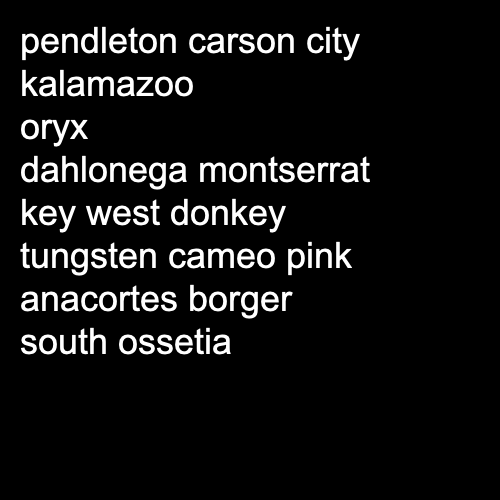 pendleton carson city
kalamazoo
oryx
dahlonega montserrat
key west donkey
tungsten cameo pink
anacortes borger
south ossetia